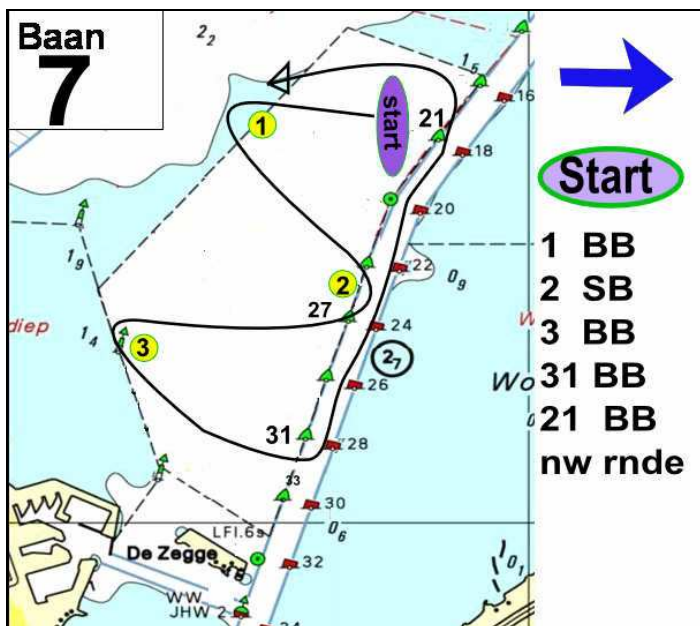 Baan
7
2₂
1₅
16
1
start
21
18
20
Start
1 BB
2 SB
3 BB
31 BB
21 BB
nw rnde
1₉
22
0₉
2
27
24
diep
1₄
3
2₇
26
Wo
31
28
33
30
LFl.6s
0₆
De Zegge
32
0₁
WW
JHW 2